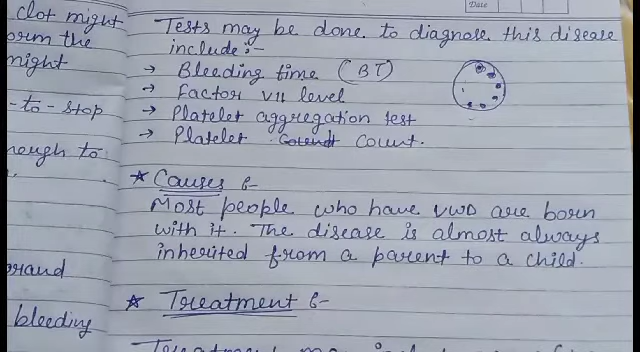 clot might
orm the
night
-to-stop
nough to
brand
bleeding
Date
Tests may be done to diagnose this disease
include :-
→ Bleeding time (BT)
→ Factor VII level
→ Platelet aggregation test
→ Platelet count.
* Causes :-
Most people who have VWD are born
with it. The disease is almost always
inherited from a parent to a child.
* Treatment :-